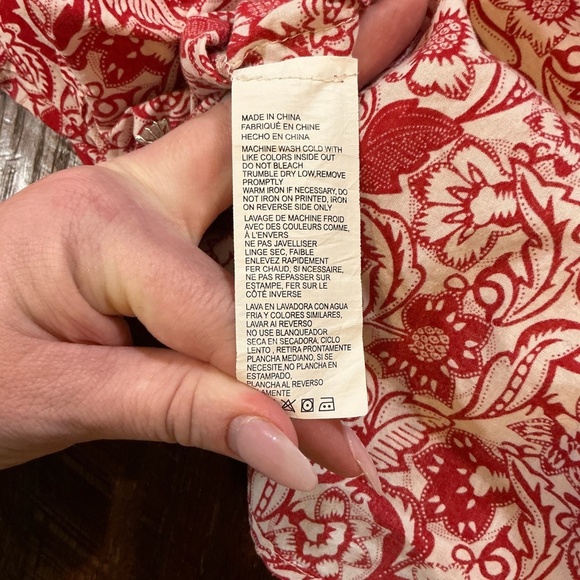 MADE IN CHINA
FABRIQUÉ EN CHINE
HECHO EN CHINA
MACHINE WASH COLD WITH
LIKE COLORS INSIDE OUT
DO NOT BLEACH
TRUMBLE DRY LOW,REMOVE
PROMPTLY
WARM IRON IF NECESSARY, DO
NOT IRON ON PRINTED, IRON
ON REVERSE SIDE ONLY
LAVAGE DE MACHINE FROID
AVEC DES COULEURS COMME,
À L'ENVERS
NE PAS JAVELLISER
LINGE SEC, FAIBLE
ENLEVEZ RAPIDEMENT
FER CHAUD, SI NCESSAIRE,
NE PAS REPASSER SUR
ESTAMPE, FER SUR LE
CÔTÉ INVERSE
LAVA EN LAVADORA CON AGUA
FRIA Y COLORES SIMILARES,
LAVAR Al REVERSO
NO USE BLANQUEADOR
SECA EN SECADORA, CICLO
LENTO , RETIRA PRONTAMENTE
PLANCHA MEDIANO, SI SE
NECESITE,NO PLANCHA EN
ESTAMPADO,
PLANCHA AL REVERSO